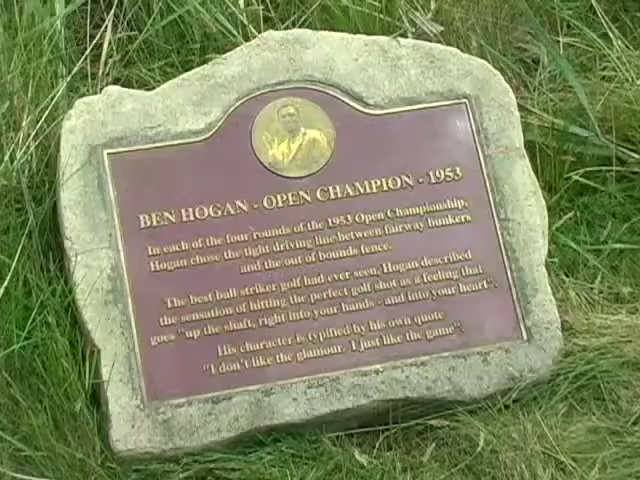 BEN HOGAN - OPEN CHAMPION - 1953
In each of the four rounds of the 1953 Open Championship,
Hogan chose the tight driving line between fairway bunkers
and the out of bounds fence.
The best ball striker golf had ever seen, Hogan described
the sensation of hitting the perfect golf shot as a feeling that
goes "up the shaft, right into your hands - and into your heart".
His character is typified by his own quote
"I don't like the glamour. I just like the game".